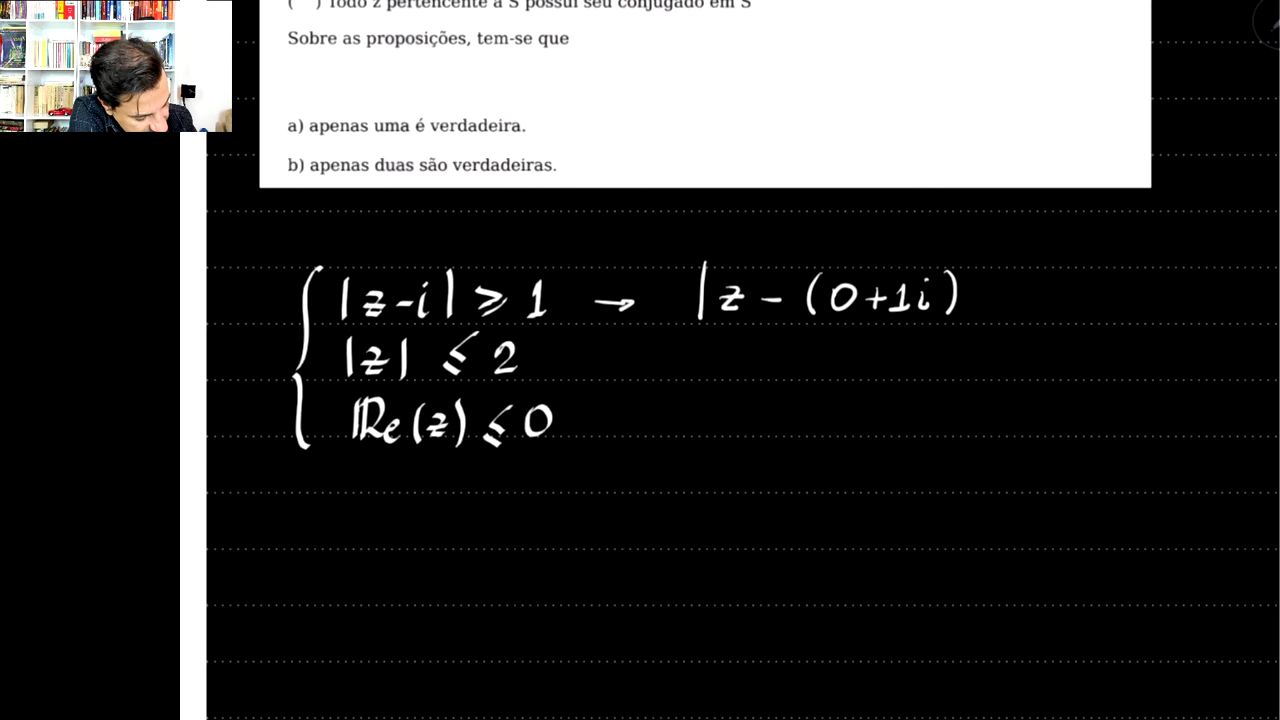 ( ) Todo z pertencente a S possui seu conjugado em S
Sobre as proposições, tem-se que
a) apenas uma é verdadeira.
b) apenas duas são verdadeiras.
|z-i| ⩾ 1 → |z - (0+1i)
|z| ⩽ 2
Re(z) ⩽ 0